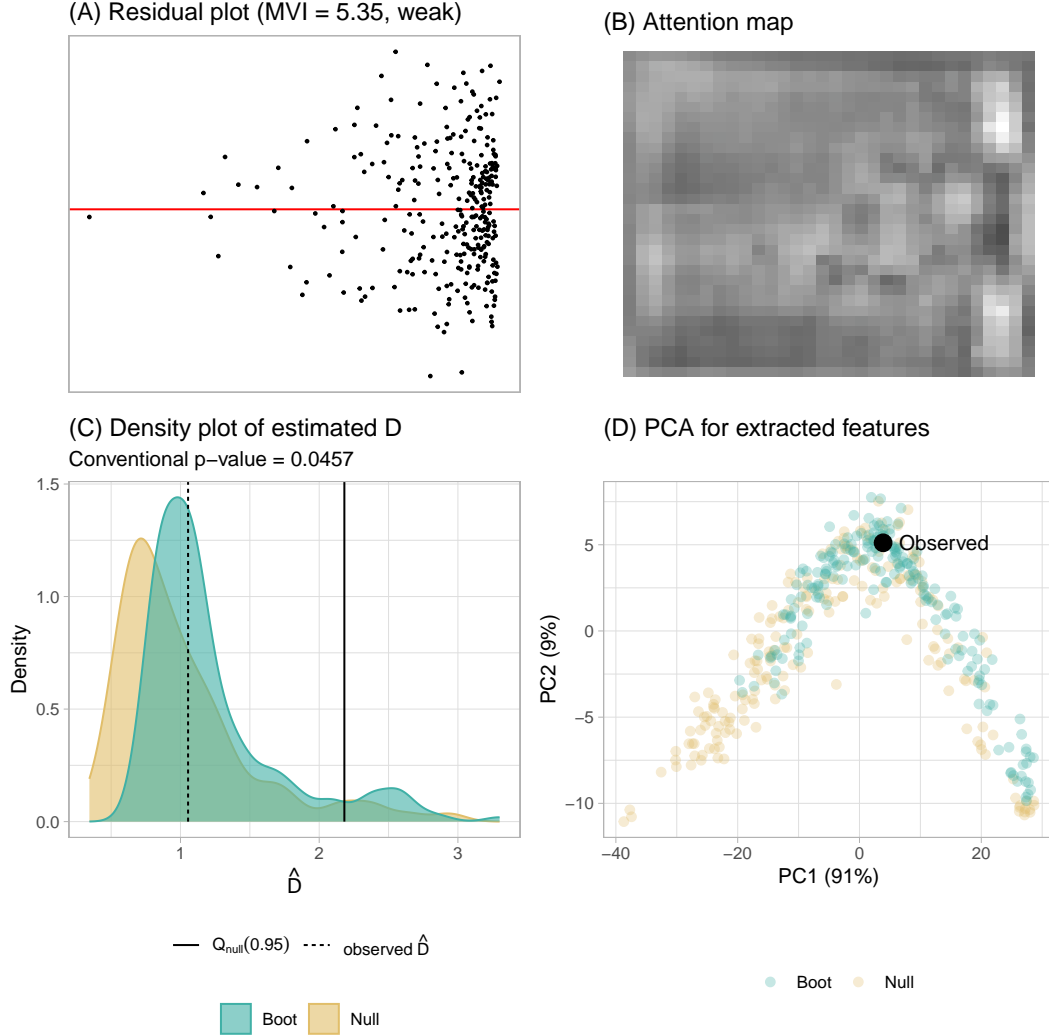 (A) Residual plot (MVI = 5.35, weak)
(B) Attention map
(C) Density plot of estimated D
Conventional p−value = 0.0457
1.5
1.0
0.5
0.0
Density
1
2
3
D̂
Q_null(0.95)
observed D̂
Boot
Null
(D) PCA for extracted features
5
0
−5
−10
PC2 (9%)
Observed
−40
−20
0
20
PC1 (91%)
Boot
Null